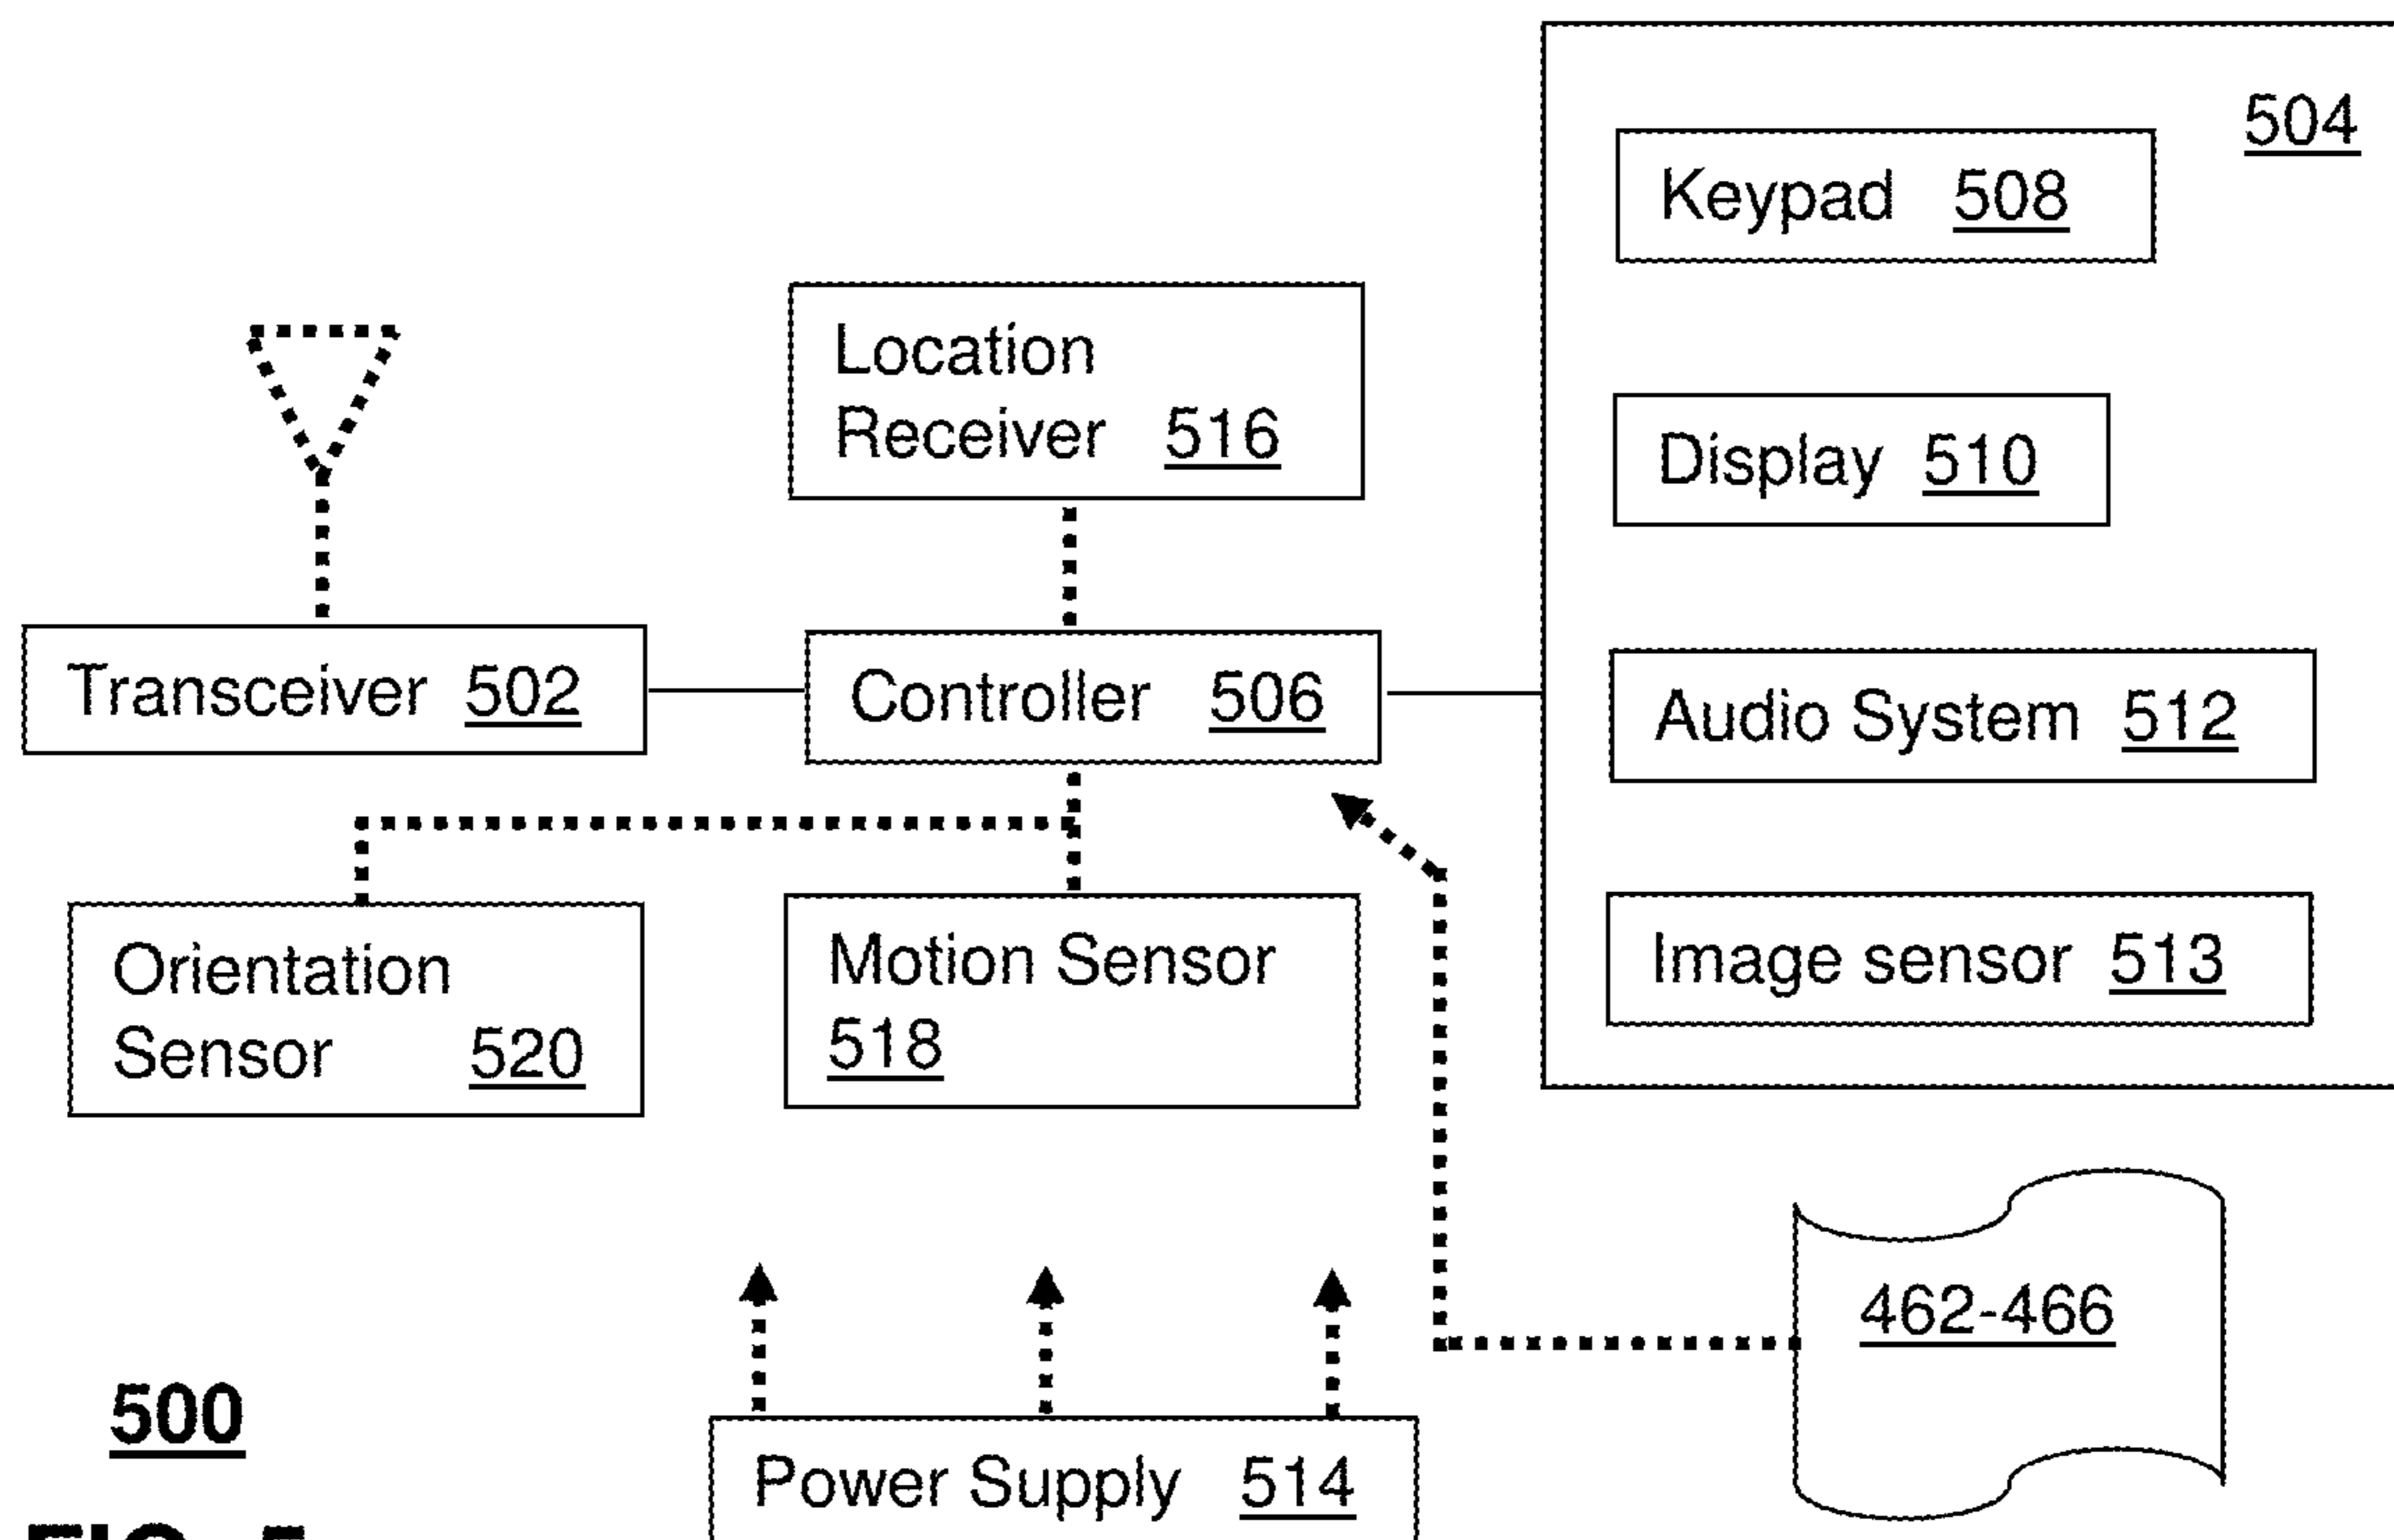 504
Keypad 508
Location
Receiver 516
Display 510
Transceiver 502
Controller 506
Audio System 512
Orientation
Sensor 520
Motion Sensor
518
Image sensor 513
462-466
500
Power Supply 514